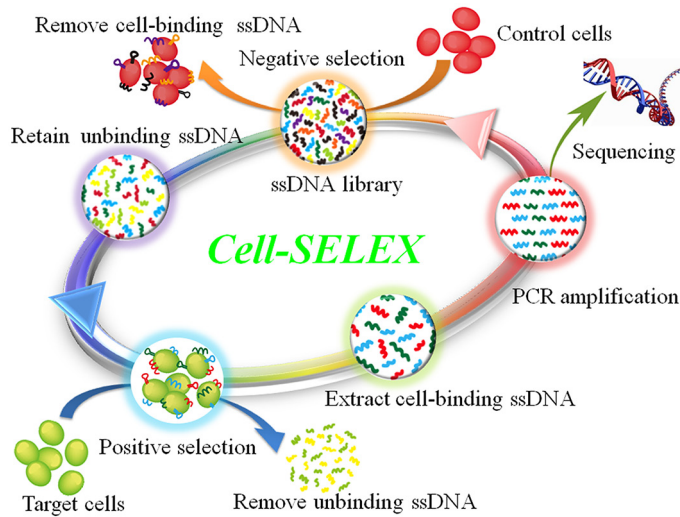 Remove cell-binding ssDNA
Negative selection
Control cells
Retain unbinding ssDNA
ssDNA library
Sequencing
Cell-SELEX
PCR amplification
Extract cell-binding ssDNA
Positive selection
Target cells
Remove unbinding ssDNA